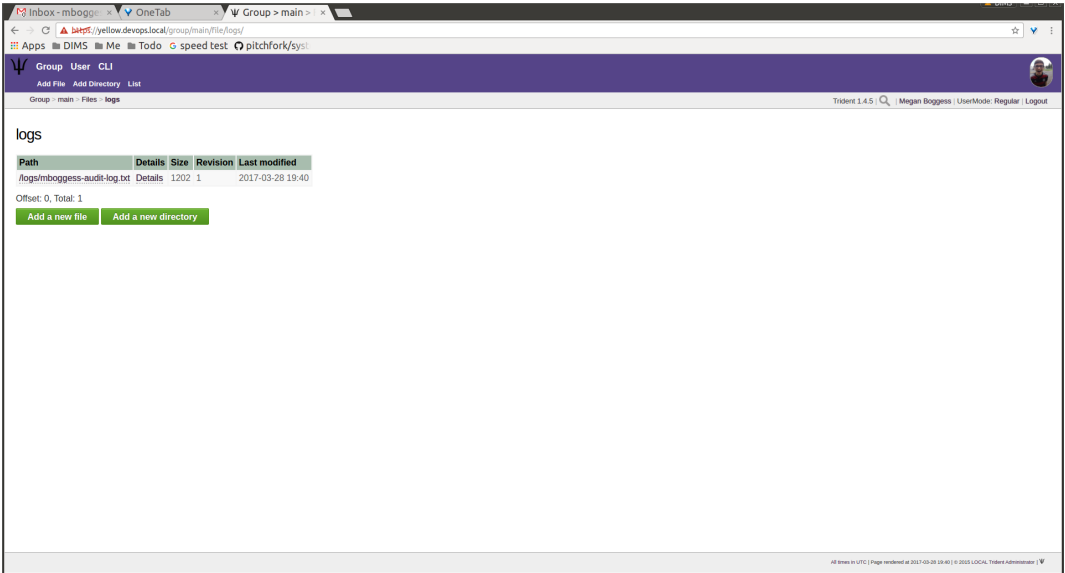 Inbox - mbogge
OneTab
Ψ Group > main >
https://yellow.devops.local/group/main/file/logs/
Apps DIMS Me Todo speed test pitchfork/syst
Group User CLI
Add File Add Directory List
Group > main > Files > logs
Trident 1.4.5 | | Megan Boggess | UserMode: Regular | Logout
logs
Path Details Size Revision Last modified
/logs/mboggess-audit-log.txt Details 1202 1 2017-03-28 19:40
Offset: 0, Total: 1
Add a new file Add a new directory
All times in UTC | Page rendered at 2017-03-28 19:40 | © 2015 LOCAL Trident Administrator | Ψ